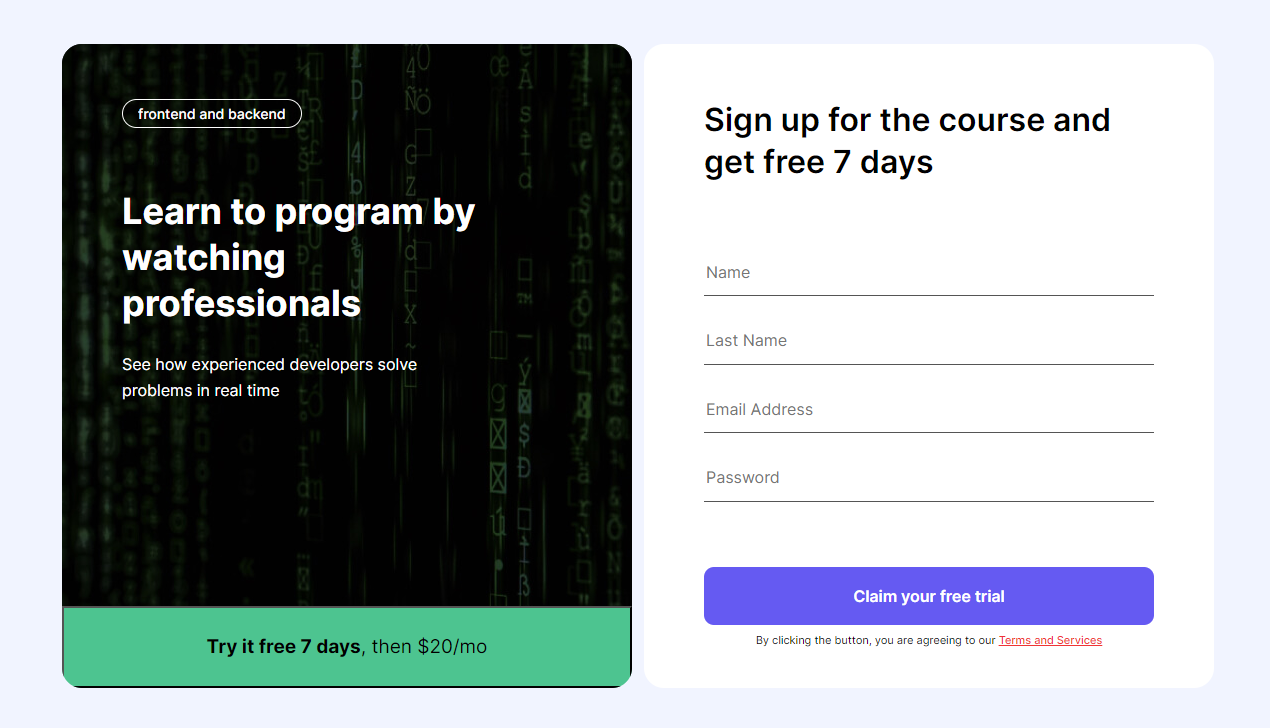 frontend and backend
Learn to program by
watching
professionals
See how experienced developers solve
problems in real time
Try it free 7 days, then $20/mo
Sign up for the course and
get free 7 days
Name
Last Name
Email Address
Password
Claim your free trial
By clicking the button, you are agreeing to our Terms and Services